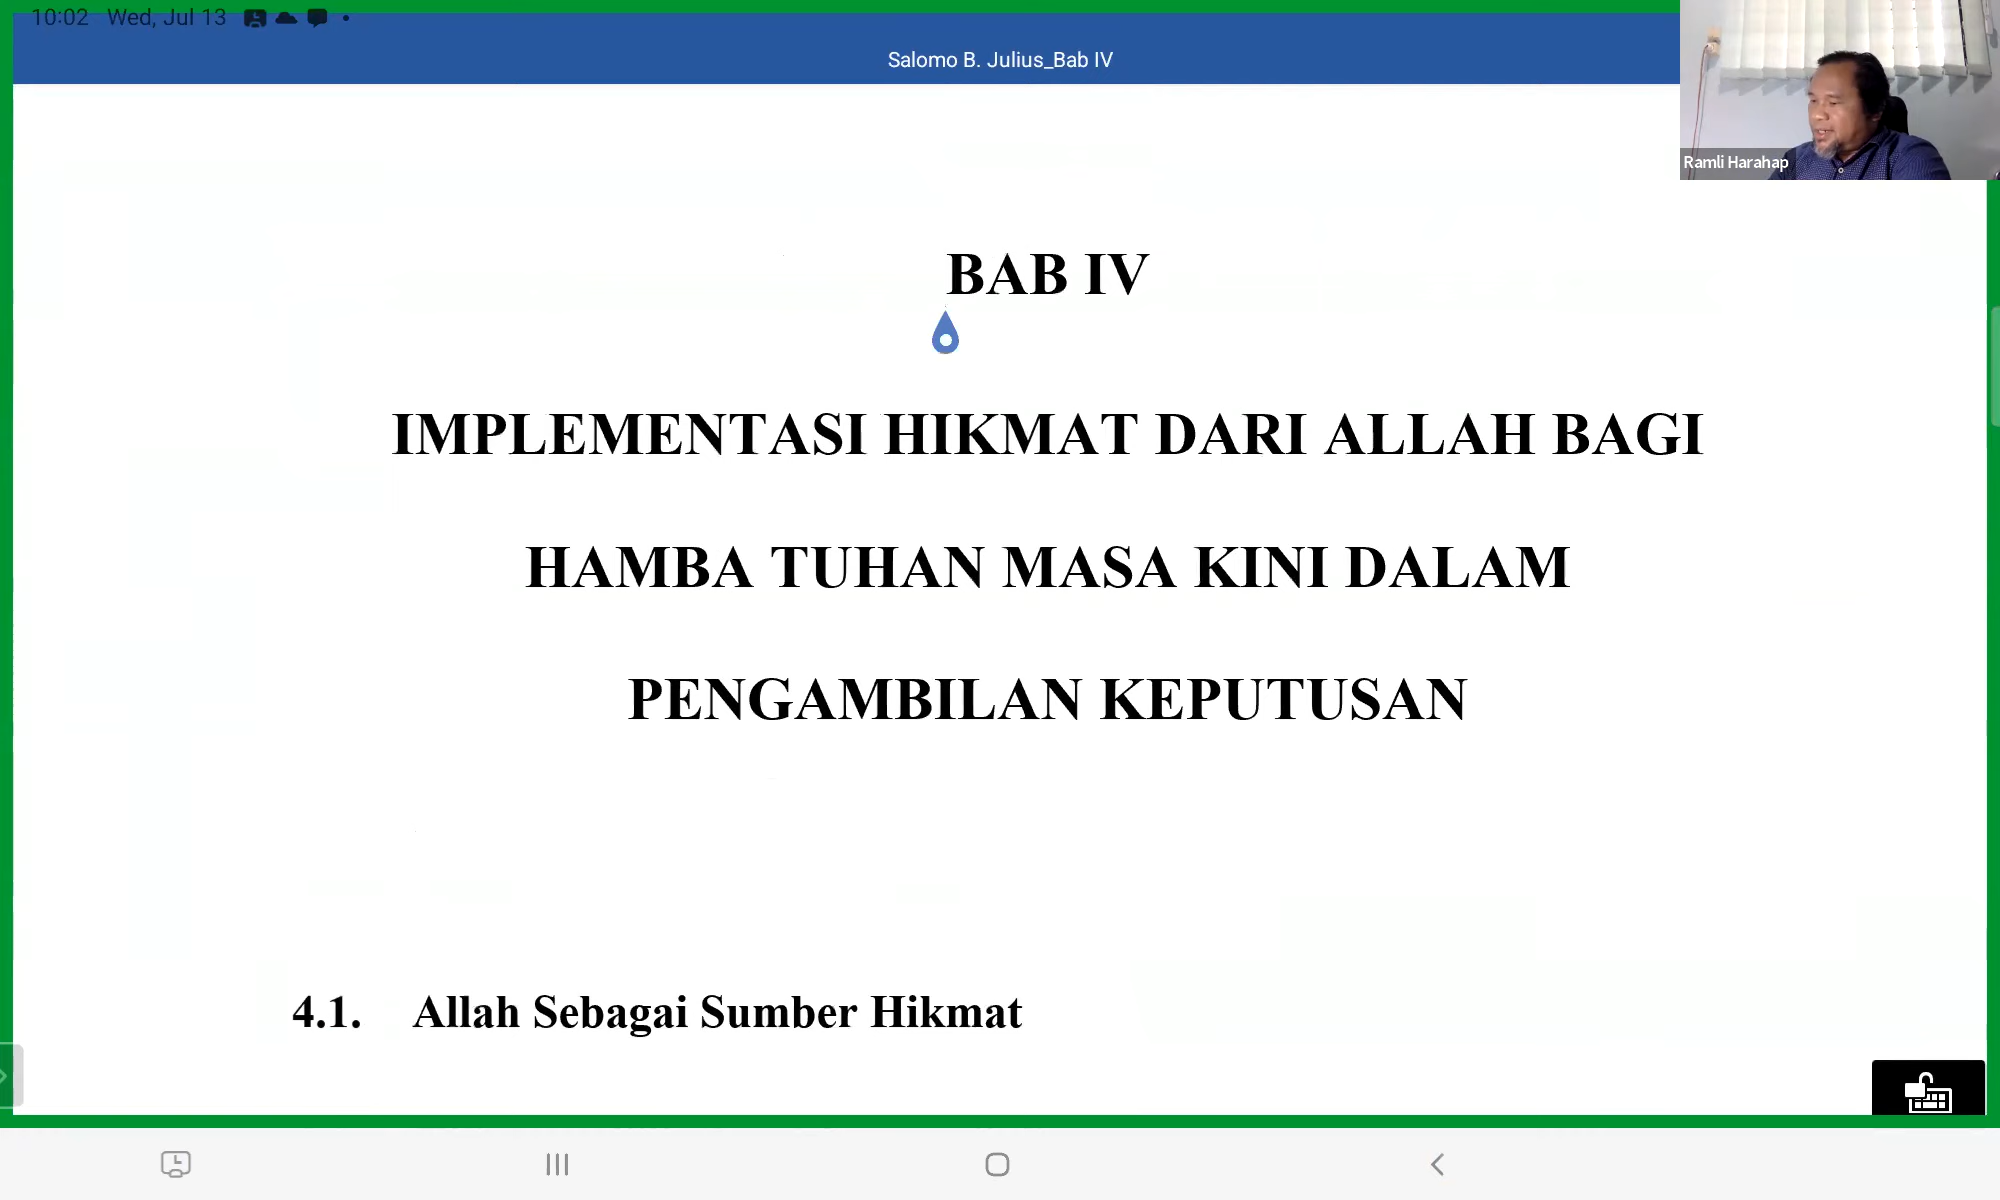 10:02 Wed, Jul 13
Salomo B. Julius_Bab IV
Ramli Harahap
BAB IV
IMPLEMENTASI HIKMAT DARI ALLAH BAGI
HAMBA TUHAN MASA KINI DALAM
PENGAMBILAN KEPUTUSAN
4.1. Allah Sebagai Sumber Hikmat